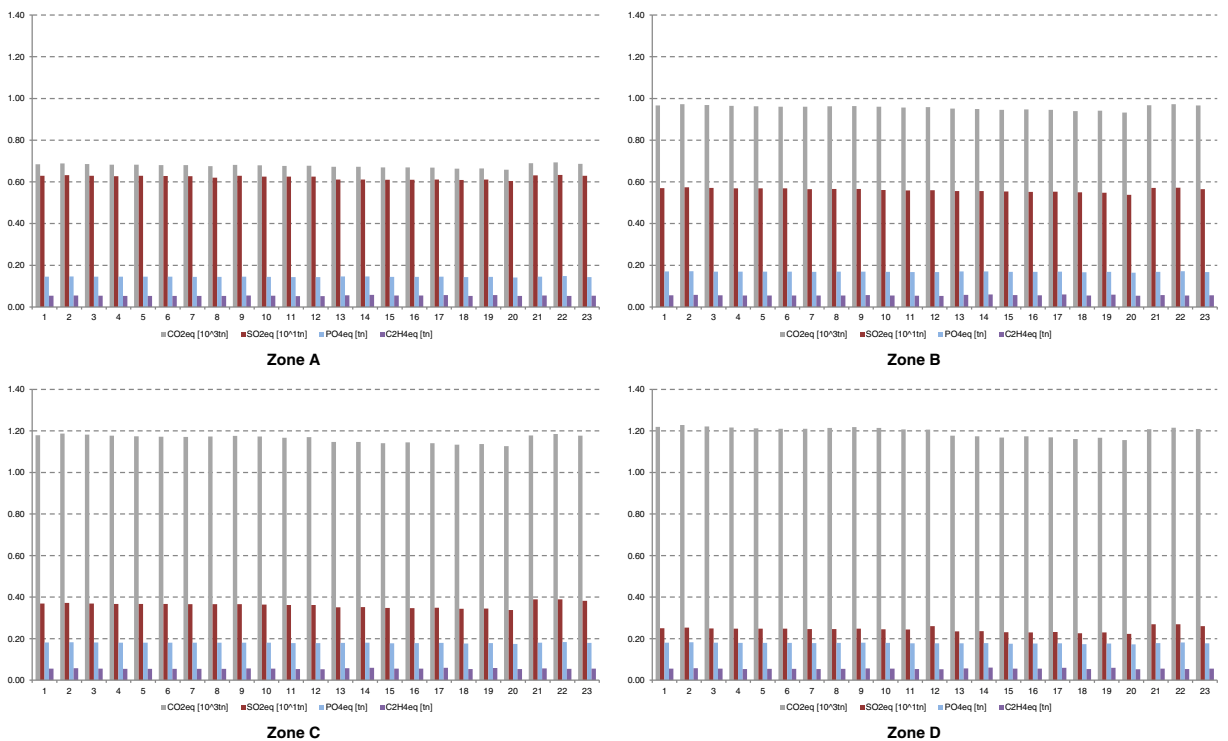 1.40
1.20
1.00
0.80
0.60
0.40
0.20
0.00
1 2 3 4 5 6 7 8 9 10 11 12 13 14 15 16 17 18 19 20 21 22 23
CO2eq [10^3tn] SO2eq [10^1tn] PO4eq [tn] C2H4eq [tn]
Zone A
1.40
1.20
1.00
0.80
0.60
0.40
0.20
0.00
1 2 3 4 5 6 7 8 9 10 11 12 13 14 15 16 17 18 19 20 21 22 23
CO2eq [10^3tn] SO2eq [10^1tn] PO4eq [tn] C2H4eq [tn]
Zone B
1.40
1.20
1.00
0.80
0.60
0.40
0.20
0.00
1 2 3 4 5 6 7 8 9 10 11 12 13 14 15 16 17 18 19 20 21 22 23
CO2eq [10^3tn] SO2eq [10^1tn] PO4eq [tn] C2H4eq [tn]
Zone C
1.40
1.20
1.00
0.80
0.60
0.40
0.20
0.00
1 2 3 4 5 6 7 8 9 10 11 12 13 14 15 16 17 18 19 20 21 22 23
CO2eq [10^3tn] SO2eq [10^1tn] PO4eq [tn] C2H4eq [tn]
Zone D